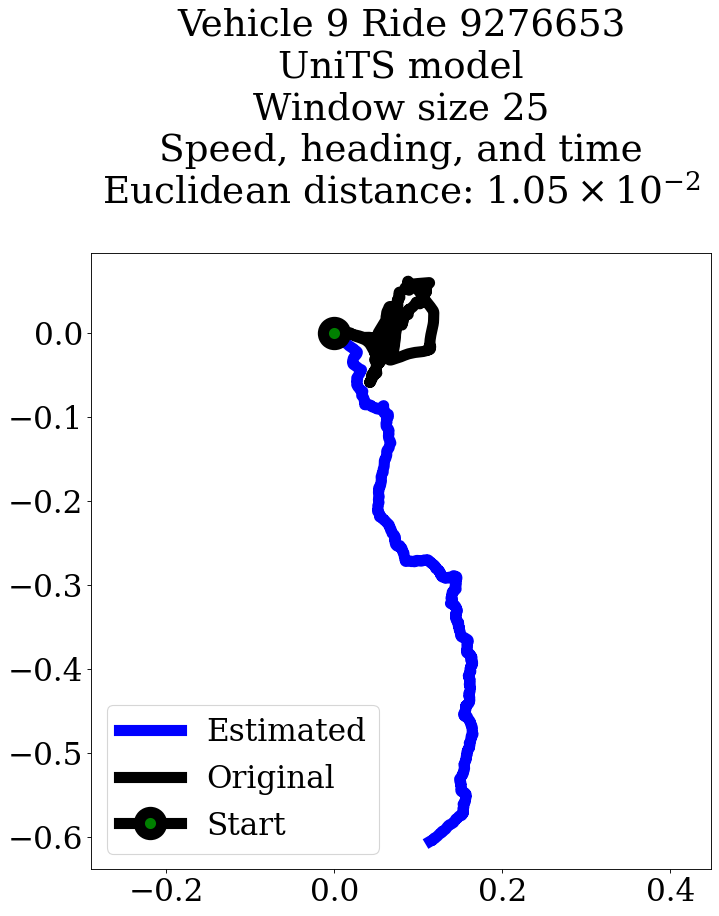 Vehicle 9 Ride 9276653
UniTS model
Window size 25
Speed, heading, and time
Euclidean distance: 1.05 × 10⁻²
0.0
−0.1
−0.2
−0.3
−0.4
−0.5
−0.6
Estimated
Original
Start
−0.2 0.0 0.2 0.4